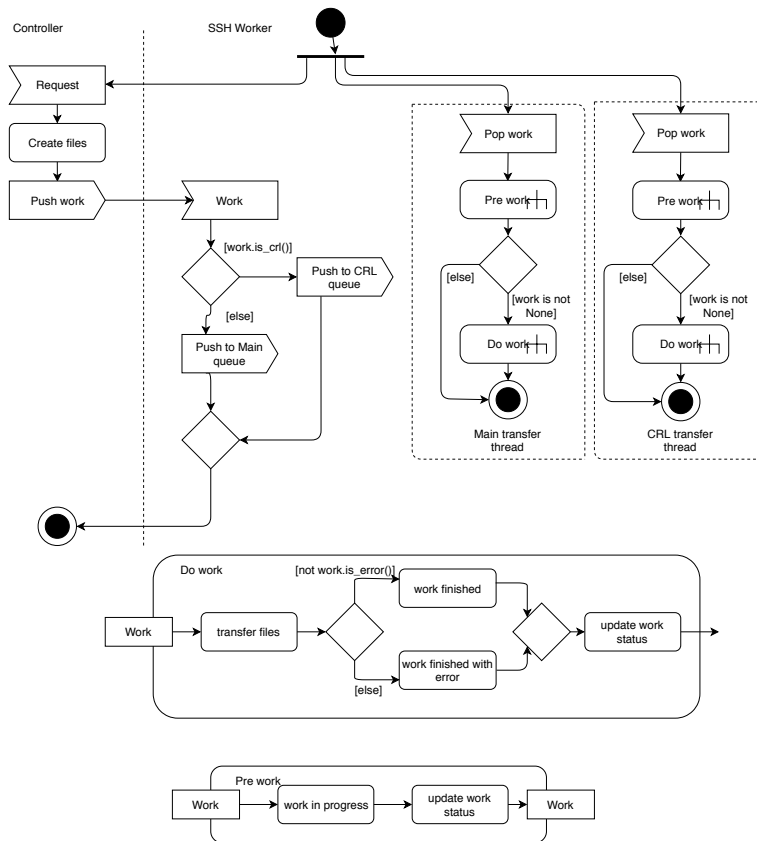 Controller
SSH Worker
Request
Pop work
Pop work
Create files
Push work
Work
Pre work
Pre work
[work.is_crl()]
Push to CRL
queue
[else]
[else]
[work is not
None]
[work is not
None]
[else]
Push to Main
queue
Do work
Do work
Main transfer
thread
CRL transfer
thread
Do work
[not work.is_error()]
work finished
Work
transfer files
update work
status
work finished with
error
[else]
Pre work
Work
work in progress
update work
status
Work